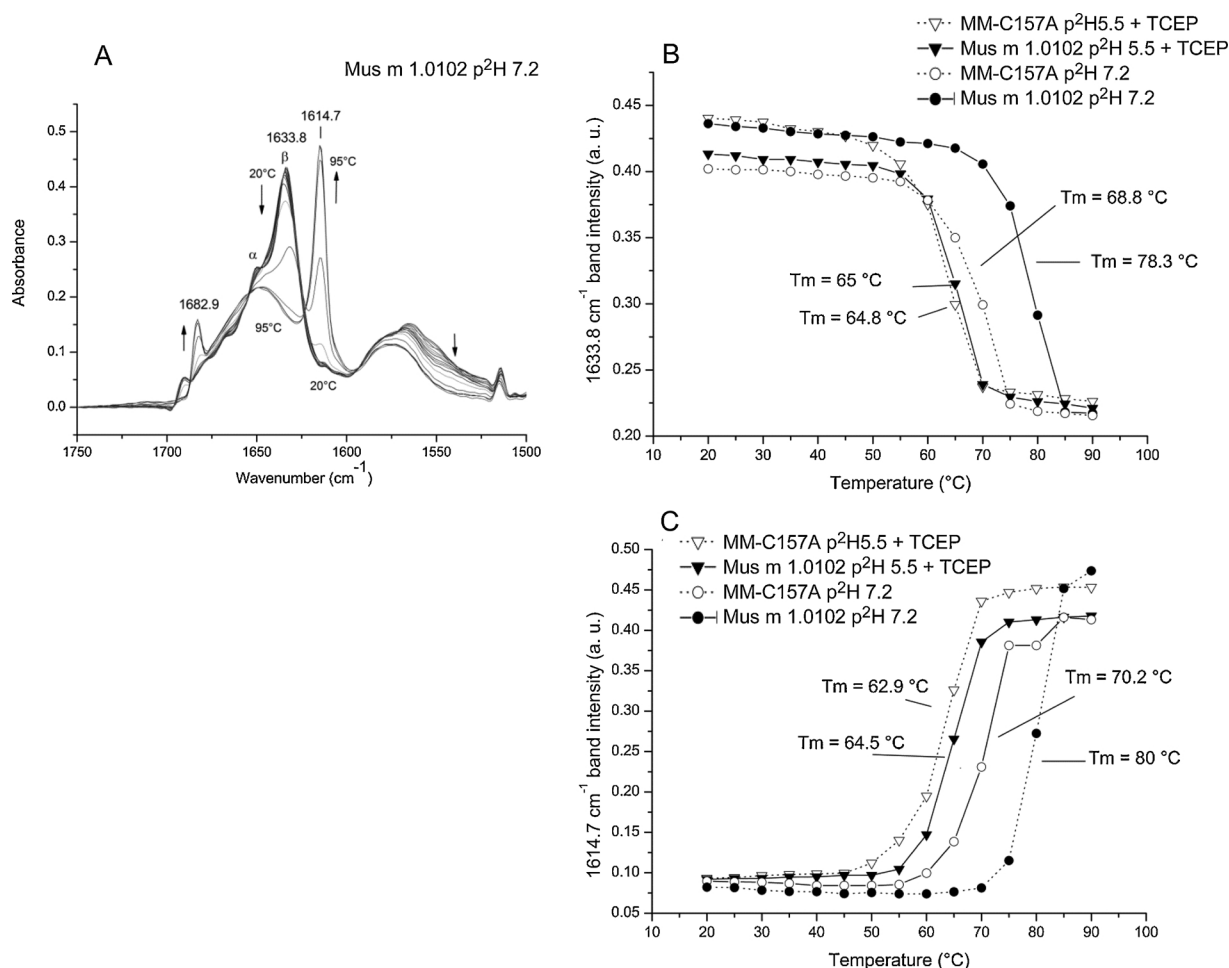 A
Mus m 1.0102 p²H 7.2
1614.7
1633.8
β
20°C
95°C
α
1682.9
95°C
20°C
0.5
0.4
0.3
0.2
0.1
0.0
Absorbance
1750 1700 1650 1600 1550 1500
Wavenumber (cm⁻¹)
B
MM-C157A p²H5.5 + TCEP
Mus m 1.0102 p²H 5.5 + TCEP
MM-C157A p²H 7.2
Mus m 1.0102 p²H 7.2
0.45
0.40
0.35
0.30
0.25
0.20
1633.8 cm⁻¹ band intensity (a. u.)
Tm = 68.8 °C
Tm = 78.3 °C
Tm = 65 °C
Tm = 64.8 °C
10 20 30 40 50 60 70 80 90 100
Temperature (°C)
C
MM-C157A p²H5.5 + TCEP
Mus m 1.0102 p²H 5.5 + TCEP
MM-C157A p²H 7.2
Mus m 1.0102 p²H 7.2
0.50
0.45
0.40
0.35
0.30
0.25
0.20
0.15
0.10
0.05
1614.7 cm⁻¹ band intensity (a. u.)
Tm = 62.9 °C
Tm = 70.2 °C
Tm = 64.5 °C
Tm = 80 °C
10 20 30 40 50 60 70 80 90 100
Temperature (°C)